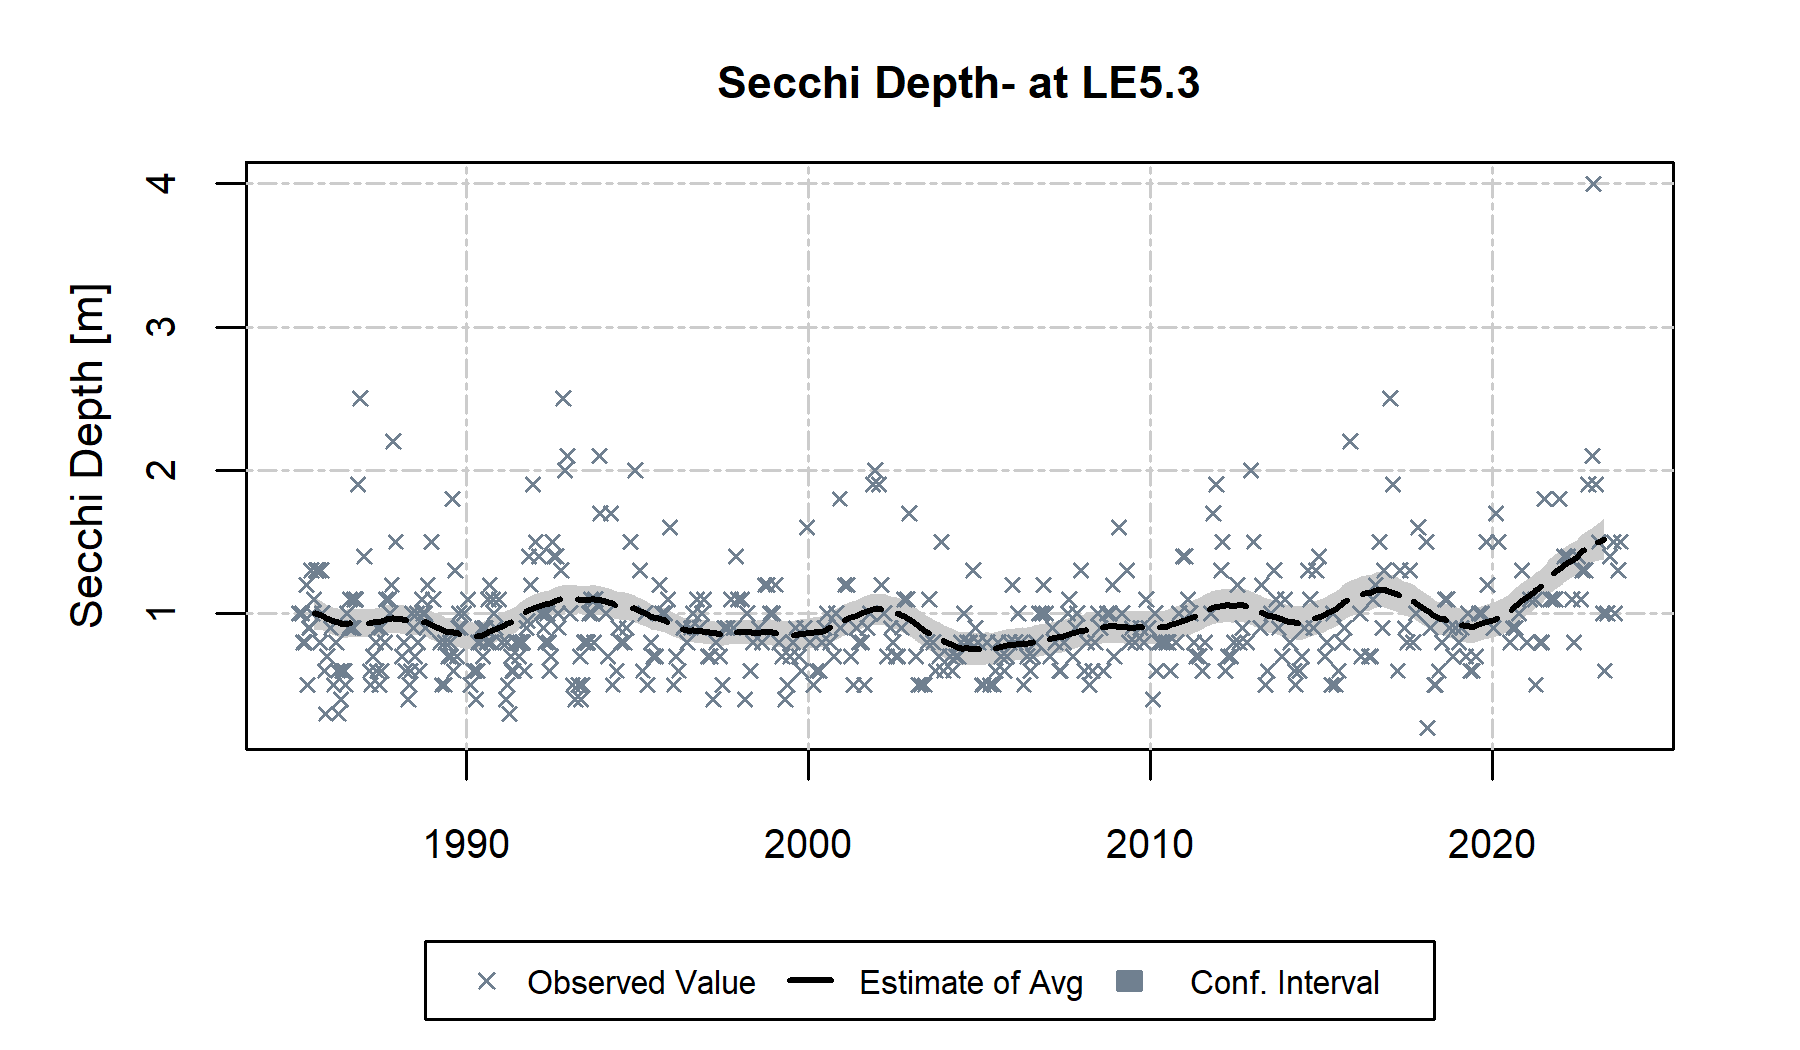 Secchi Depth- at LE5.3
Secchi Depth [m]
4
3
2
1
1990 2000 2010 2020
Observed Value Estimate of Avg Conf. Interval